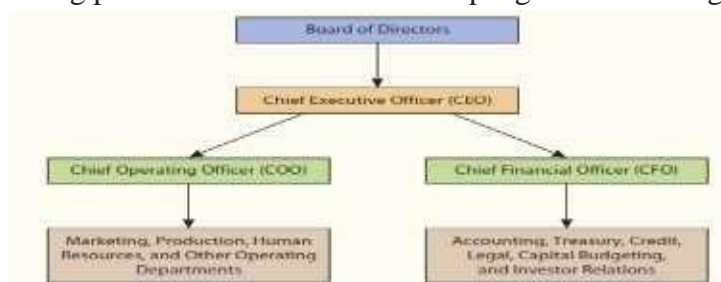 Board of Directors
Chief Executive Officer (CEO)
Chief Operating Officer (COO)
Chief Financial Officer (CFO)
Marketing, Production, Human
Resources, and Other Operating
Departments
Accounting, Treasury, Credit,
Legal, Capital Budgeting,
and Investor Relations